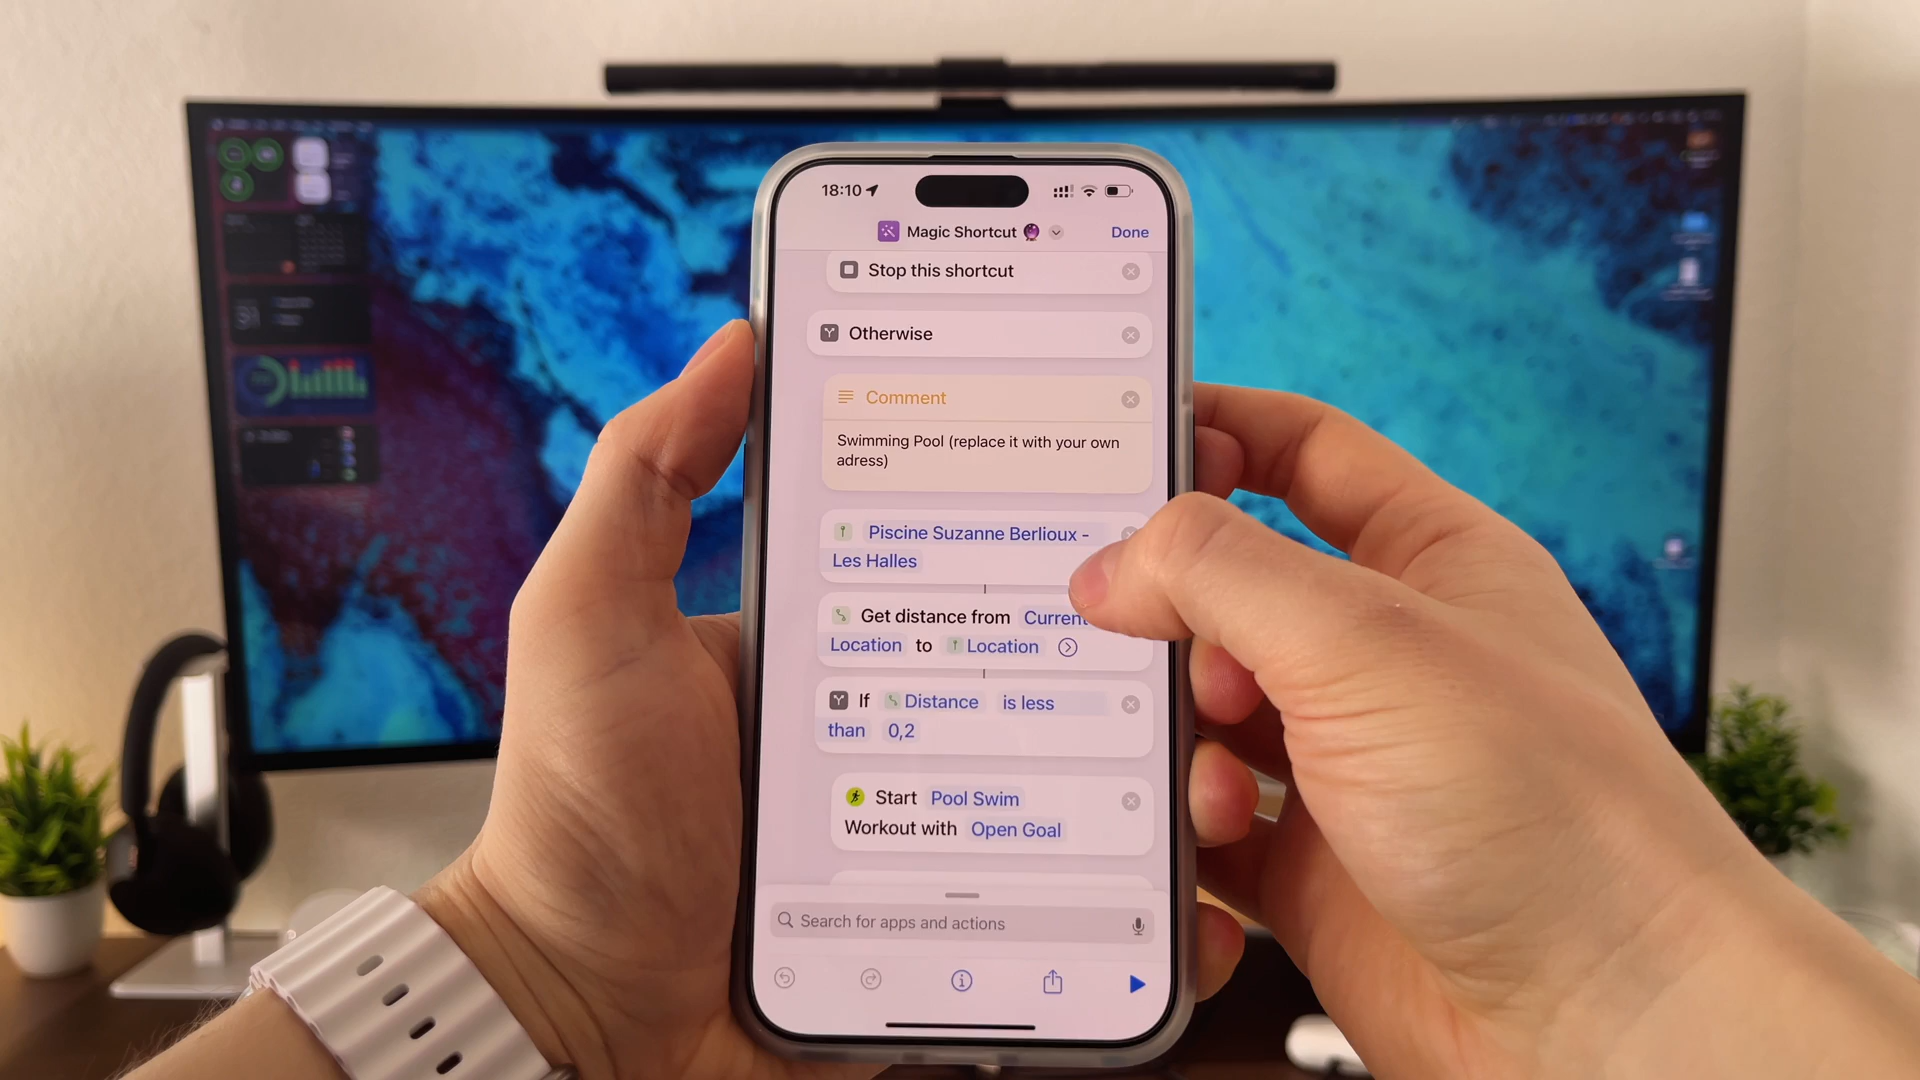 18:10
Magic Shortcut
Done
Stop this shortcut
Otherwise
Comment
Swimming Pool (replace it with your own
adress)
Piscine Suzanne Berlioux -
Les Halles
Get distance from Current
Location to Location
If Distance is less
than 0,2
Start Pool Swim
Workout with Open Goal
Search for apps and actions
31